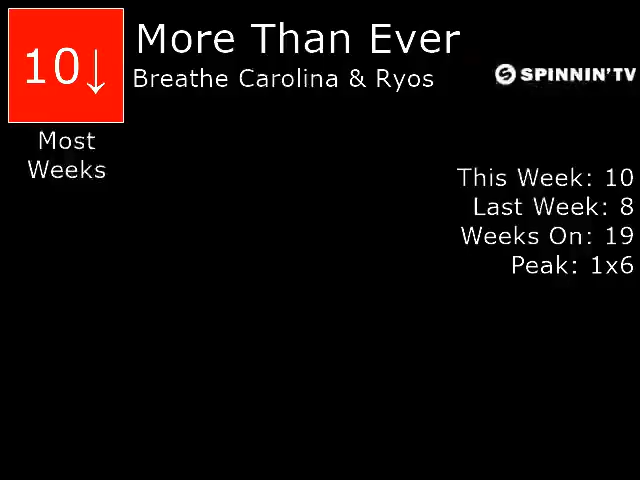 10↓
More Than Ever
Breathe Carolina & Ryos
SPINNIN'TV
Most
Weeks
This Week: 10
Last Week: 8
Weeks On: 19
Peak: 1x6